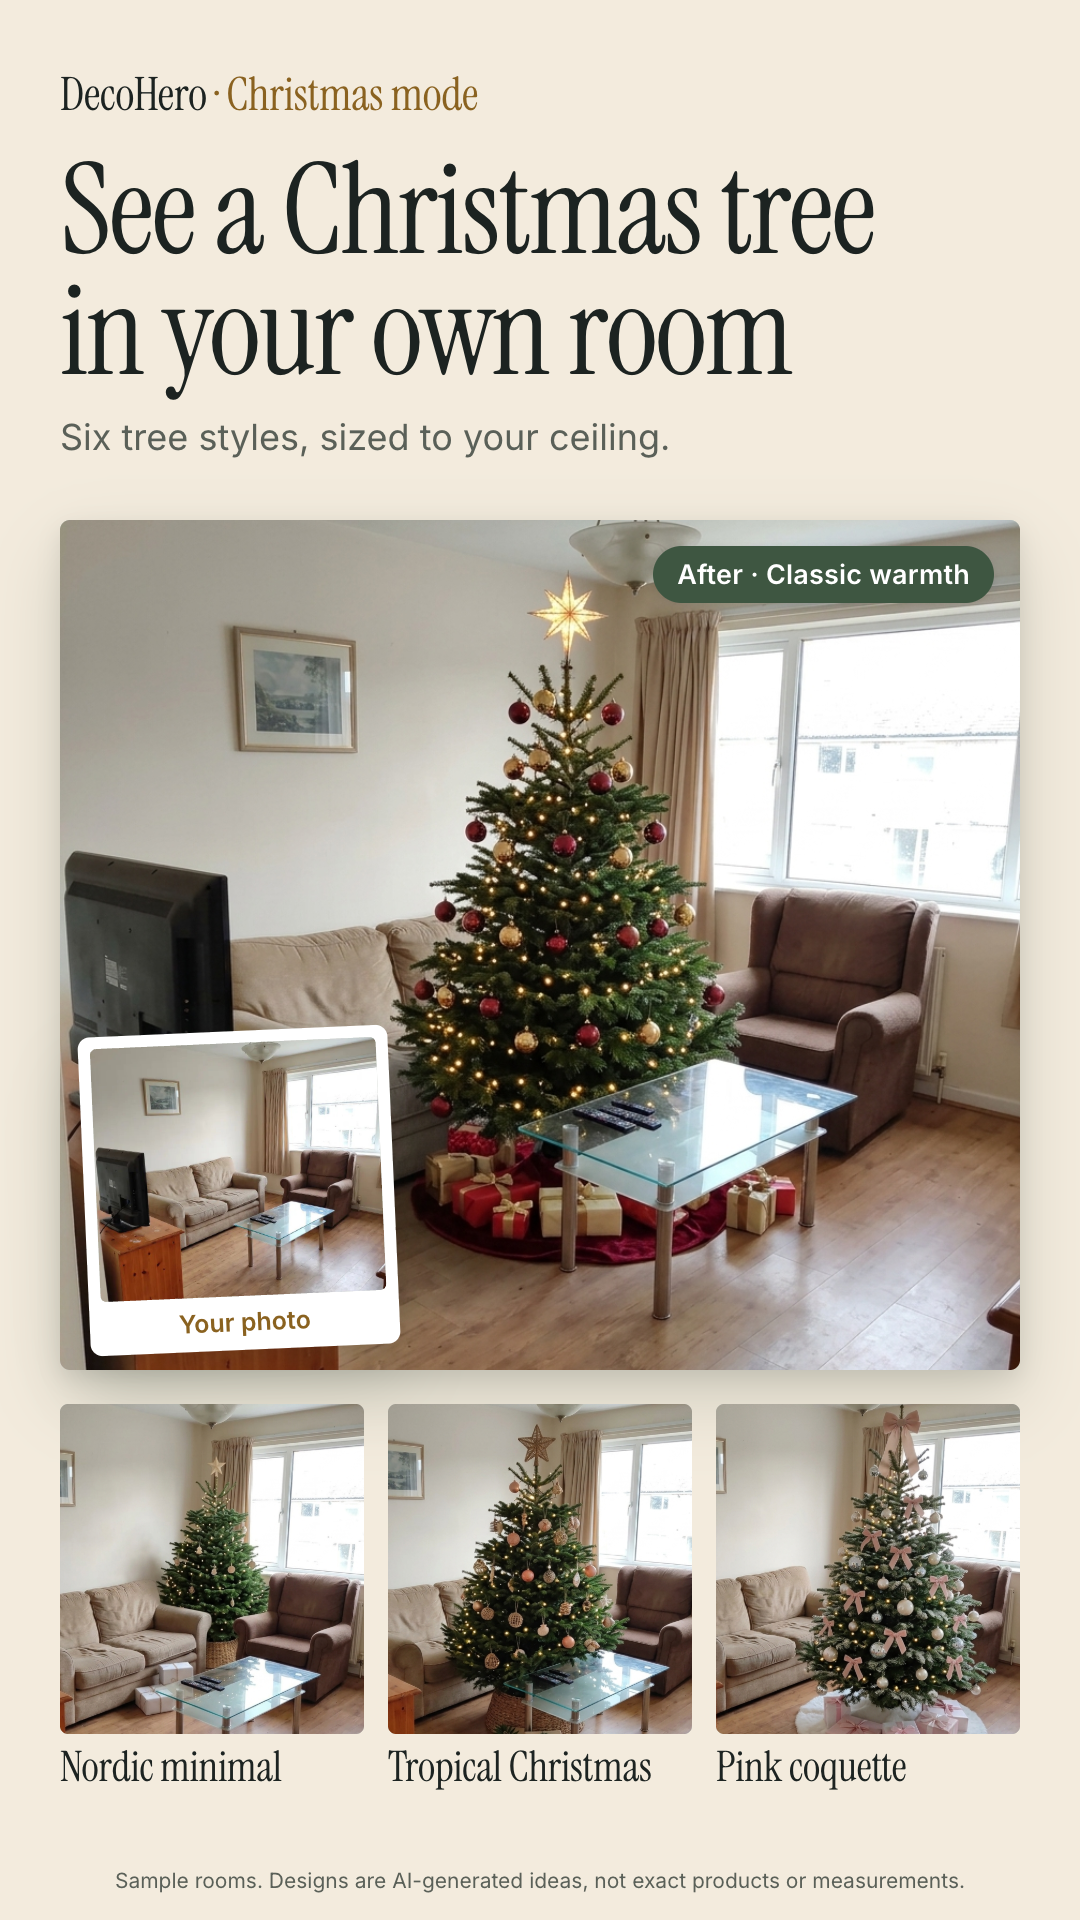 DecoHero · Christmas mode
See a Christmas tree
in your own room
Six tree styles, sized to your ceiling.
After · Classic warmth
Your photo
Nordic minimal
Tropical Christmas
Pink coquette
Sample rooms. Designs are AI-generated ideas, not exact products or measurements.